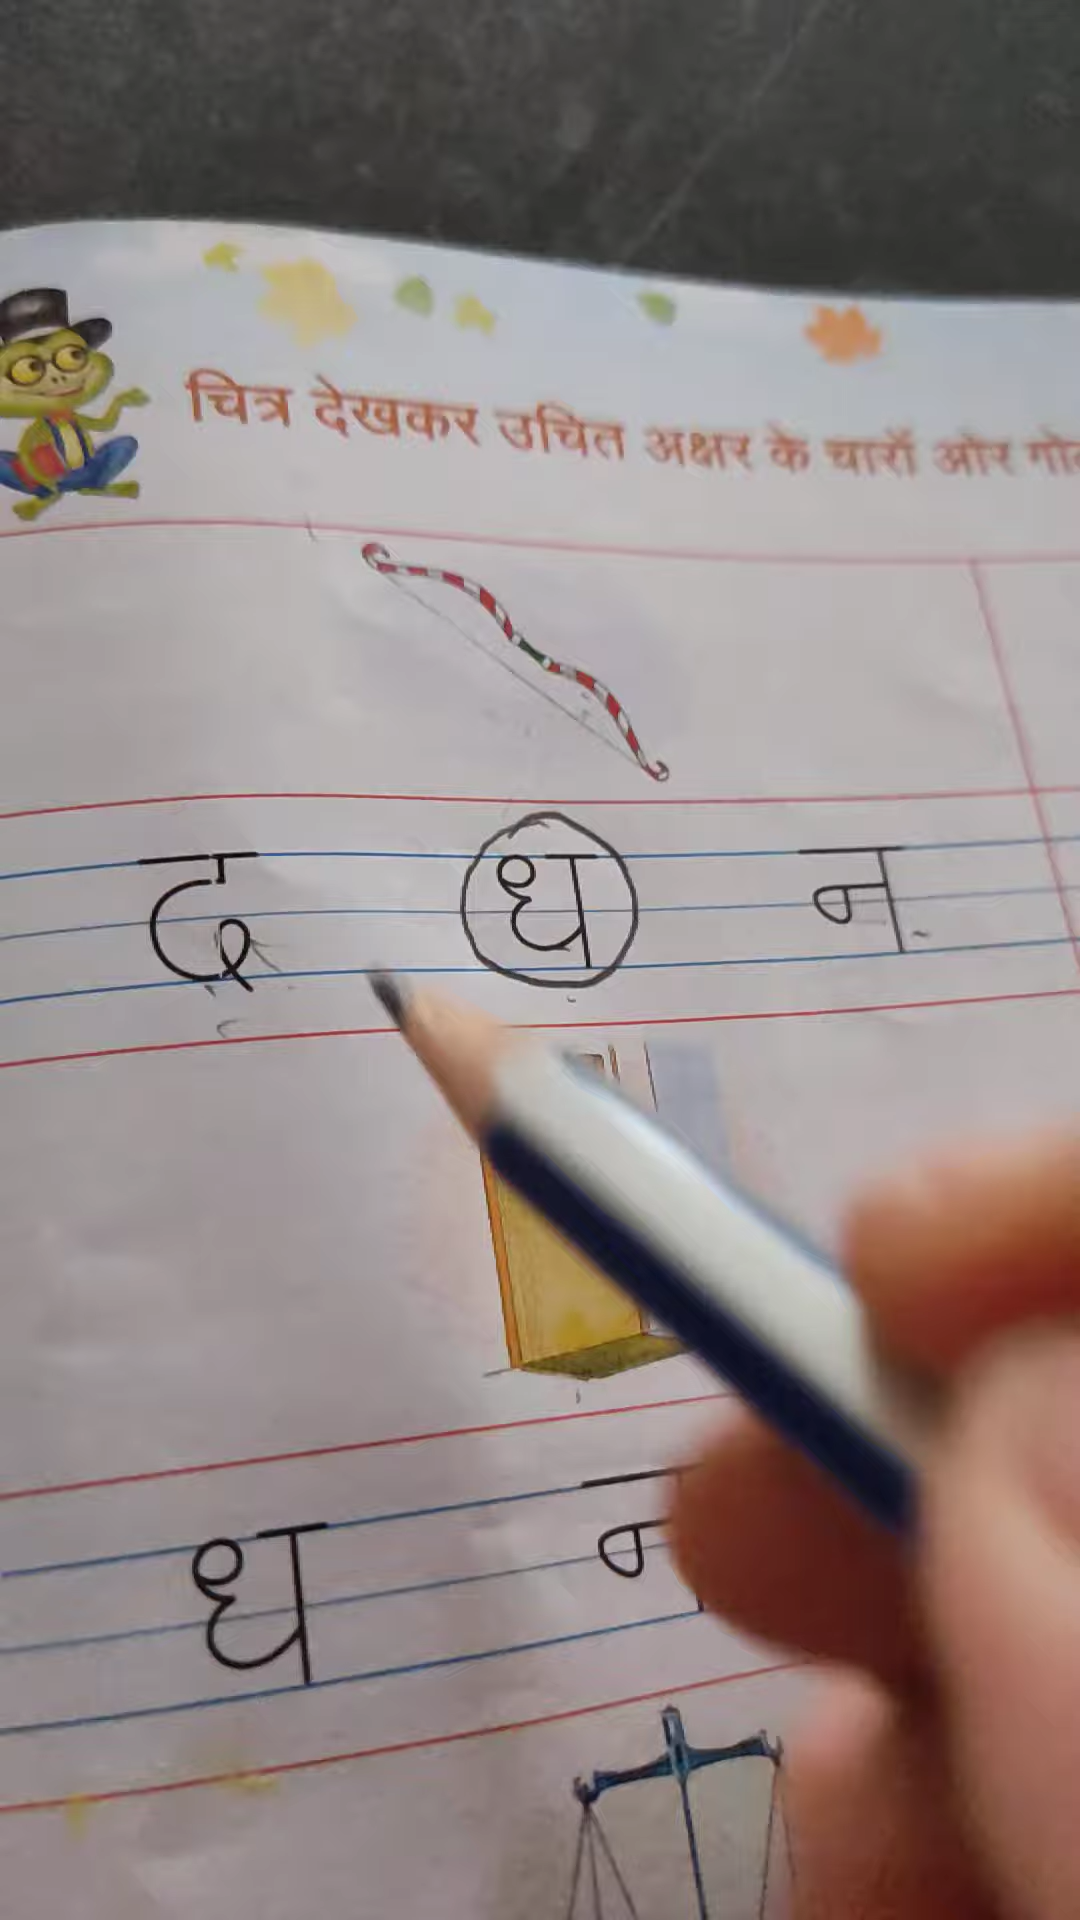 चित्र देखकर उचित अक्षर के चारों ओर
द ध न
ध न